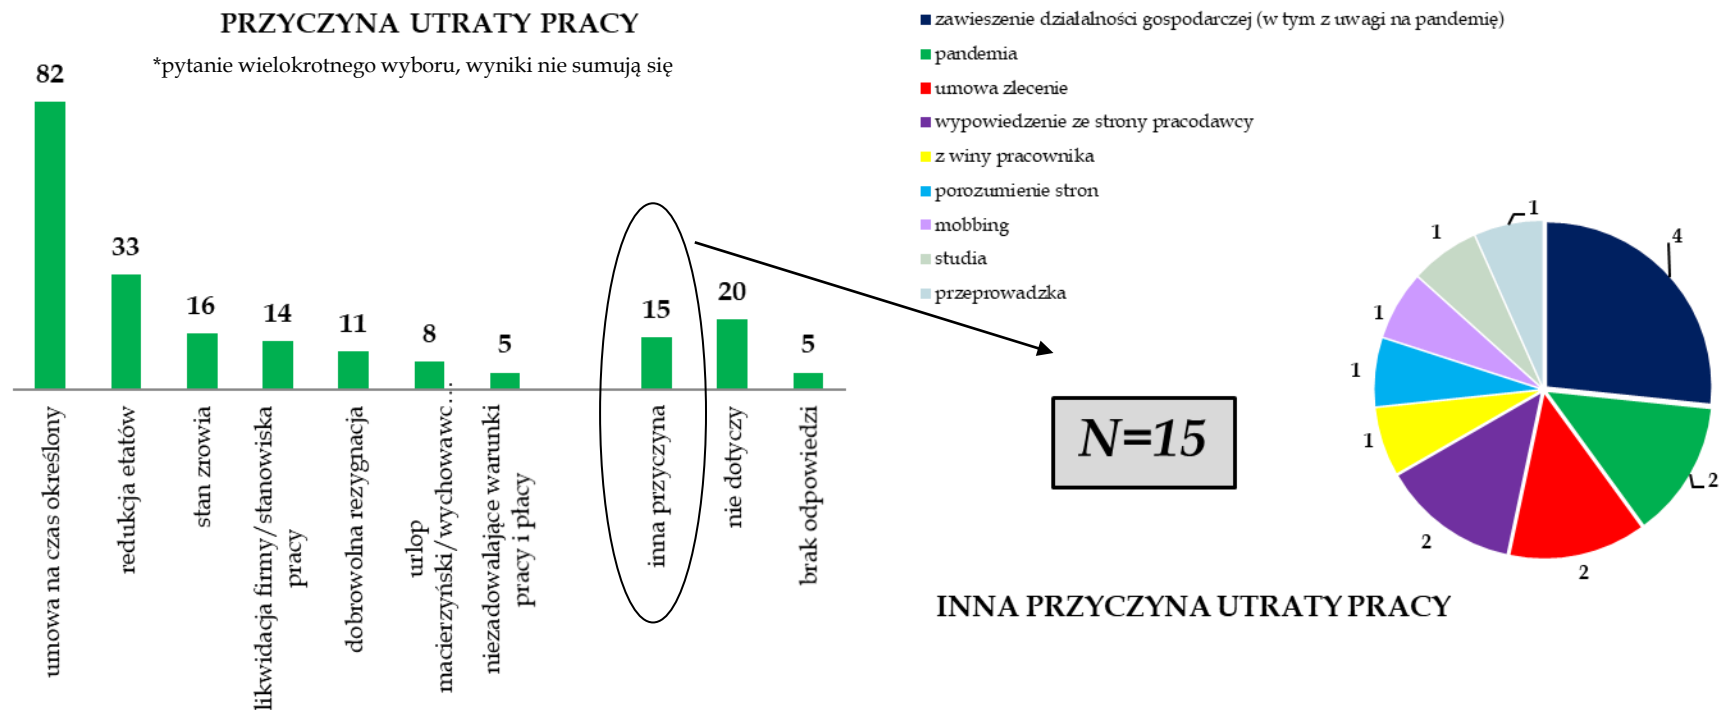 PRZYCZYNA UTRATY PRACY
*pytanie wielokrotnego wyboru, wyniki nie sumują się
82
33
16
14
11
8
5
15
20
5
umowa na czas określony
redukcja etatów
stan zrowia
likwidacja firmy/stanowiska
pracy
dobrowolna rezygnacja
urlop
macierzyński/wychowawc…
niezadowalające warunki
pracy i płacy
inna przyczyna
nie dotyczy
brak odpowiedzi
zawieszenie działalności gospodarczej (w tym z uwagi na pandemię)
pandemia
umowa zlecenie
wypowiedzenie ze strony pracodawcy
z winy pracownika
porozumienie stron
mobbing
studia
przeprowadzka
N=15
4
2
2
2
1
1
1
1
1
INNA PRZYCZYNA UTRATY PRACY